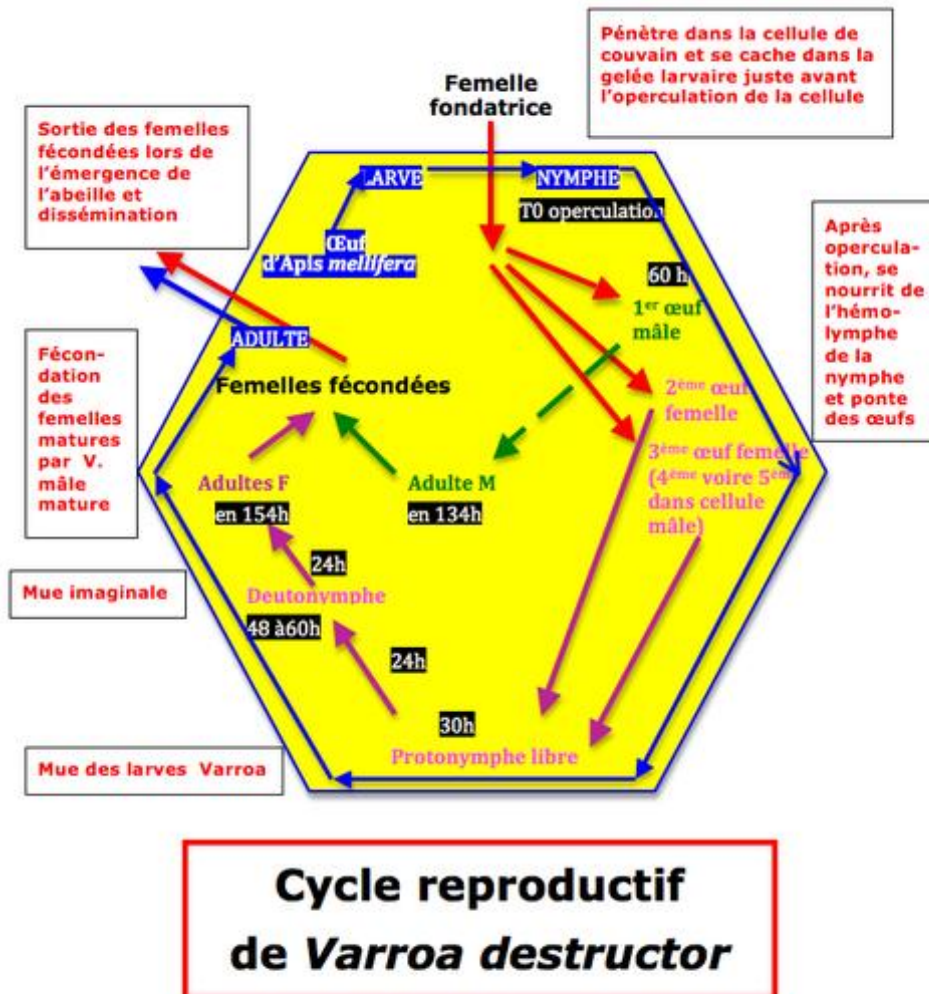 Pénètre dans la cellule de
couvain et se cache dans la
gelée larvaire juste avant
l'operculation de la cellule
Femelle
fondatrice
Sortie des femelles
fécondées lors de
l'émergence de
l'abeille et
dissémination
LARVE
NYMPHE
T0 operculation
Œuf
d'Apis mellifera
Après
opercula-
tion, se
nourrit de
l'hémo-
lymphe
de la
nymphe
et ponte
des œufs
60 h
1er œuf
mâle
ADULTE
Femelles fécondées
Fécon-
dation
des
femelles
matures
par V.
mâle
mature
2ème œuf
femelle
3ème œuf femelle
(4ème voire 5ème
dans cellule
mâle)
Adultes F
en 154h
Adulte M
en 134h
24h
Mue imaginale
Deutonymphe
48 à60h
24h
30h
Protonymphe libre
Mue des larves Varroa
Cycle reproductif
de Varroa destructor